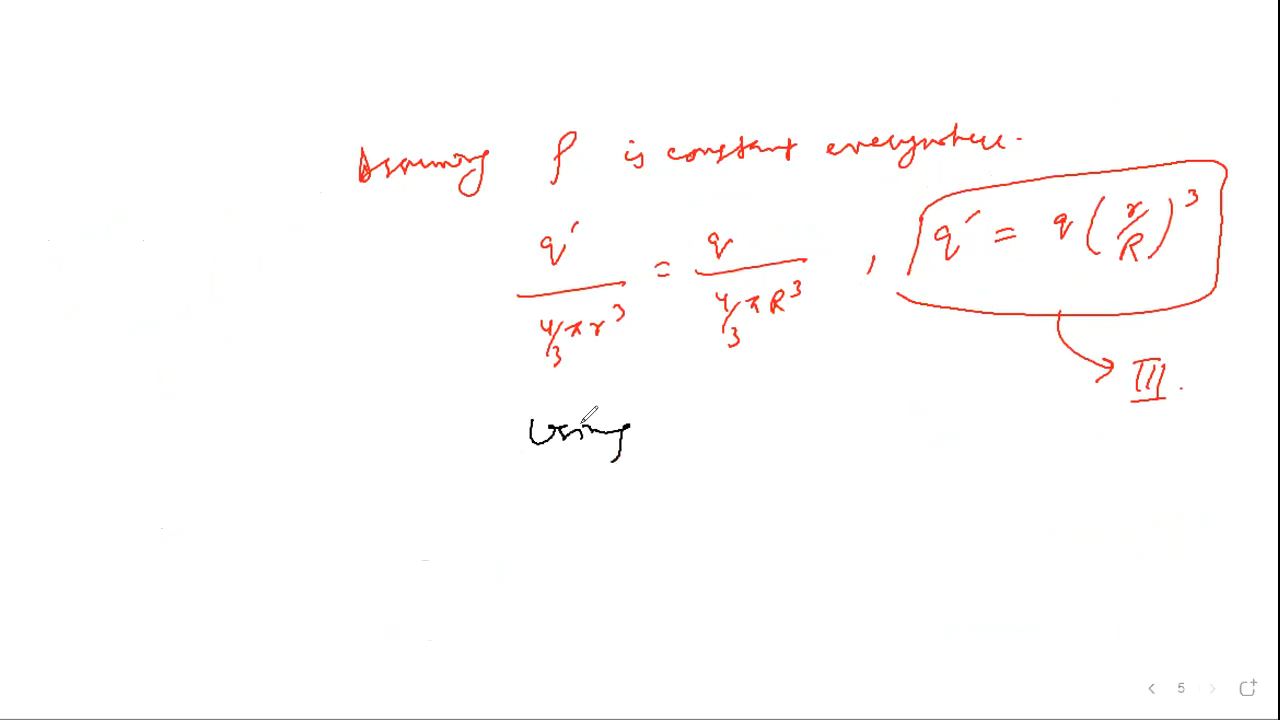 Assuming ρ is constant everywhere.
q′ / (4/3 π r³) = q / (4/3 π R³) , q′ = q (r/R)³
III.
Using
5